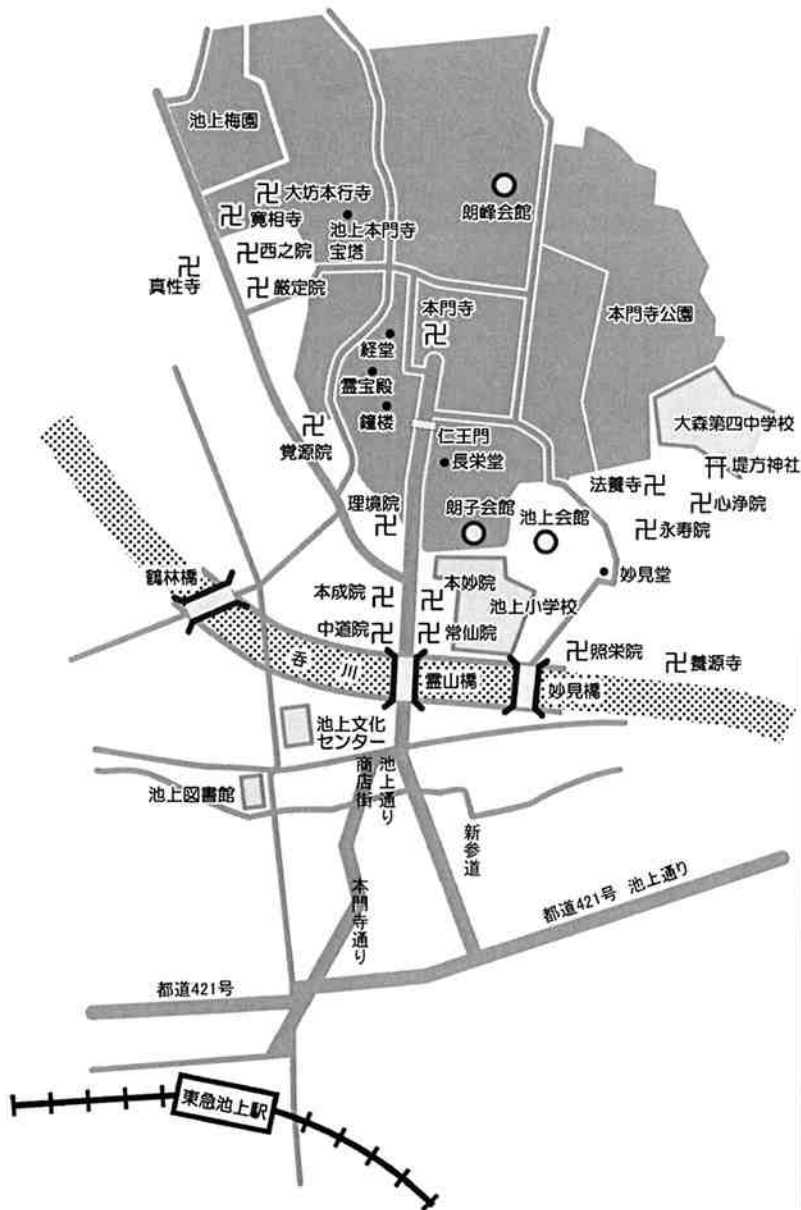 池上梅園
大坊本行寺
朗峰会館
寛相寺
池上本門寺
宝塔
西之院
真性寺
厳定院
本門寺
本門寺公園
経堂
霊宝殿
鐘楼
大森第四中学校
覚源院
仁王門
長栄堂
堤方神社
法養寺
心浄院
理境院
朗子会館
池上会館
永寿院
鶴林橋
妙見堂
本成院
本妙院
池上小学校
中道院
常仙院
呑川
霊山橋
妙見橋
照栄院
養源寺
池上文化
センター
池上図書館
池上通り
商店街
新参道
本門寺通り
都道421号 池上通り
都道421号
東急池上駅